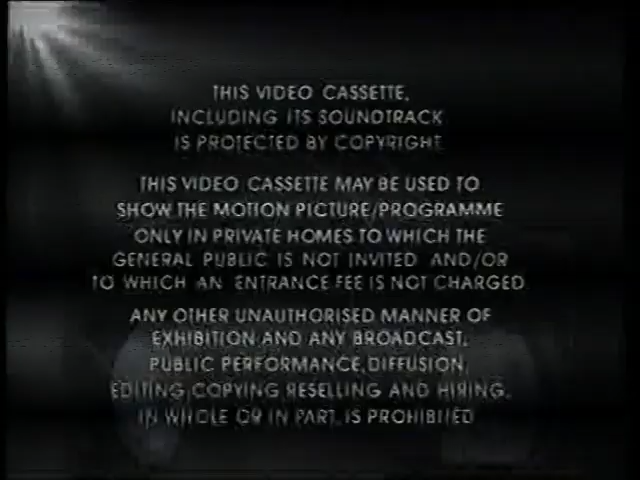 THIS VIDEO CASSETTE,
INCLUDING ITS SOUNDTRACK
IS PROTECTED BY COPYRIGHT
THIS VIDEO CASSETTE MAY BE USED TO
SHOW THE MOTION PICTURE/PROGRAMME
ONLY IN PRIVATE HOMES TO WHICH THE
GENERAL PUBLIC IS NOT INVITED AND/OR
TO WHICH AN ENTRANCE FEE IS NOT CHARGED
ANY OTHER UNAUTHORISED MANNER OF
EXHIBITION AND ANY BROADCAST,
PUBLIC PERFORMANCE, DIFFUSION,
EDITING, COPYING, RESELLING AND HIRING,
IN WHOLE OR IN PART, IS PROHIBITED